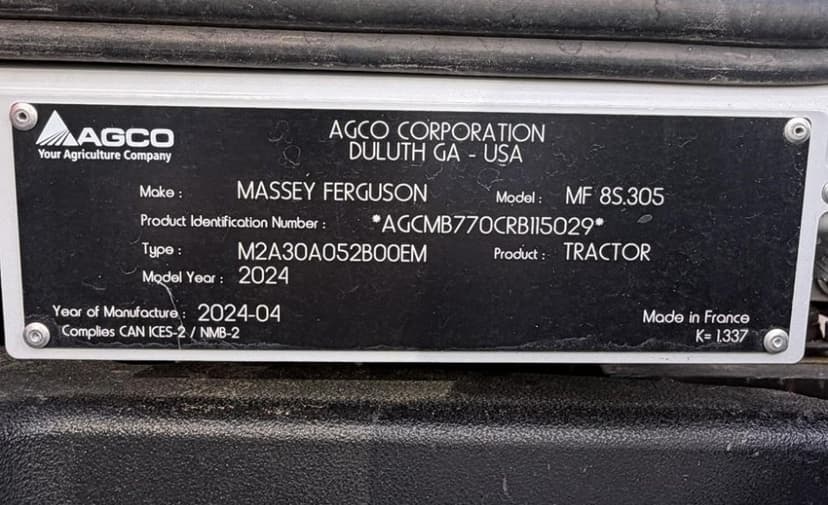 AGCO
Your Agriculture Company
AGCO CORPORATION
DULUTH GA - USA
Make : MASSEY FERGUSON Model : MF 8S.305
Product Identification Number : *AGCMB770CRB115029*
Type : M2A30A052B00EM Product : TRACTOR
Model Year : 2024
Year of Manufacture : 2024-04 Made in France
Complies CAN ICES-2 / NMB-2 K= 1.337